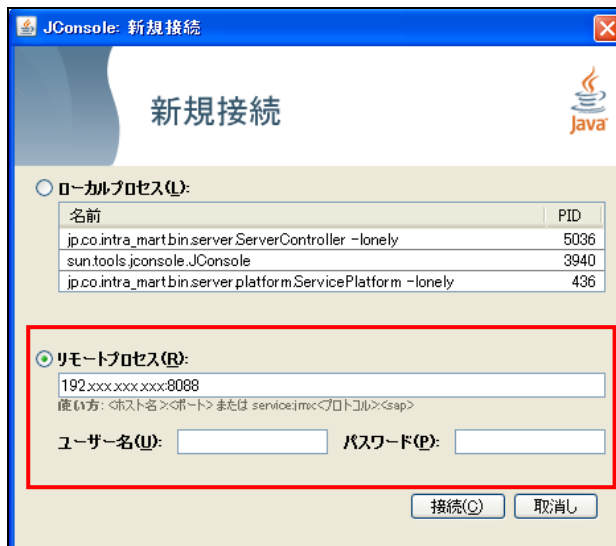 JConsole: 新規接続
新規接続
Java
ローカルプロセス(L):
名前 PID
jp.co.intra_mart.bin.server.ServerController -lonely 5036
sun.tools.jconsole.JConsole 3940
jp.co.intra_mart.bin.server.platform.ServicePlatform -lonely 436
リモートプロセス(R):
192.xxx.xxx.xxx:8088
使い方: <ホスト名>:<ポート> または service:jmx:<プロトコル>:<sap>
ユーザー名(U): パスワード(P):
接続(C) 取消し